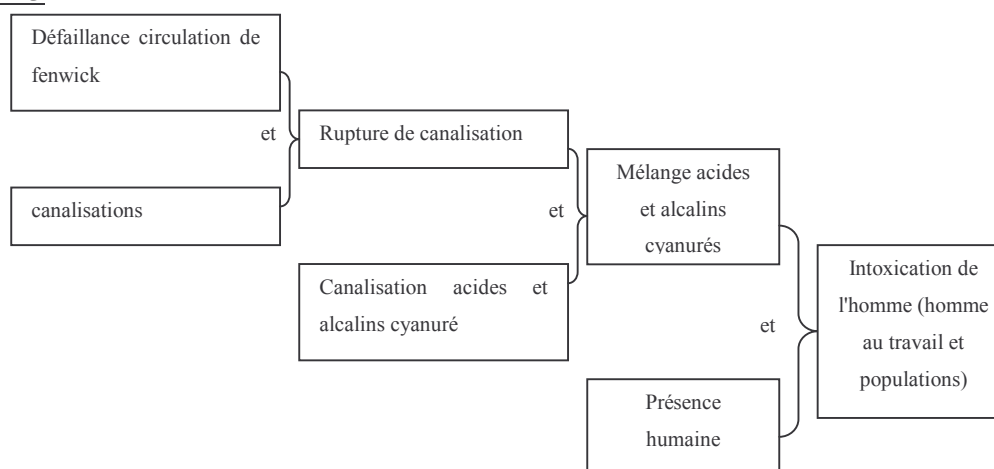 Défaillance circulation de
fenwick
et
canalisations
Rupture de canalisation
et
Canalisation acides et
alcalins cyanuré
Mélange acides
et alcalins
cyanurés
et
Présence
humaine
Intoxication de
l'homme (homme
au travail et
populations)